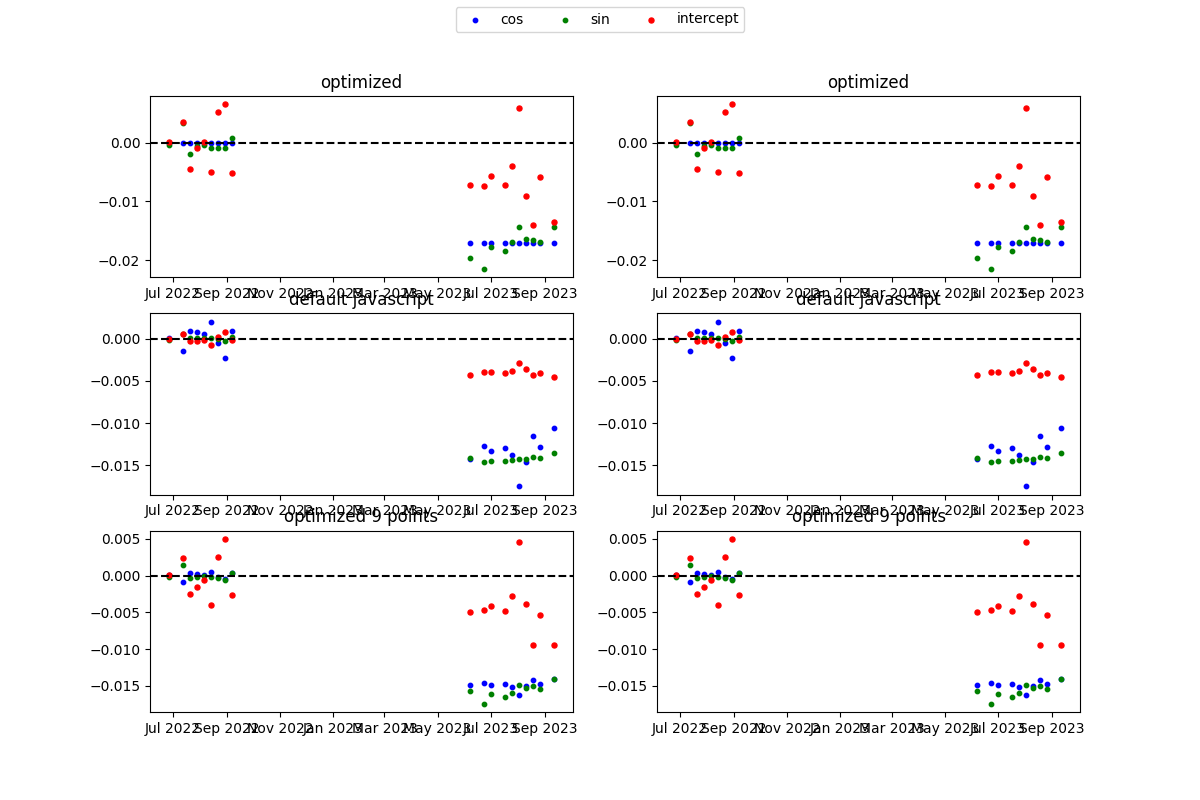 cos sin intercept
optimized optimized
0.00 0.00
−0.01 −0.01
−0.02 −0.02
Jul 2022 Sep 2022 Nov 2022 Jan 2023 Mar 2023 May 2023 Jul 2023 Sep 2023 Jul 2022 Sep 2022 Nov 2022 Jan 2023 Mar 2023 May 2023 Jul 2023 Sep 2023
default javascript default javascript
0.000 0.000
−0.005 −0.005
−0.010 −0.010
−0.015 −0.015
Jul 2022 Sep 2022 Nov 2022 Jan 2023 Mar 2023 May 2023 Jul 2023 Sep 2023 Jul 2022 Sep 2022 Nov 2022 Jan 2023 Mar 2023 May 2023 Jul 2023 Sep 2023
optimized 9 points optimized 9 points
0.005 0.005
0.000 0.000
−0.005 −0.005
−0.010 −0.010
−0.015 −0.015
Jul 2022 Sep 2022 Nov 2022 Jan 2023 Mar 2023 May 2023 Jul 2023 Sep 2023 Jul 2022 Sep 2022 Nov 2022 Jan 2023 Mar 2023 May 2023 Jul 2023 Sep 2023